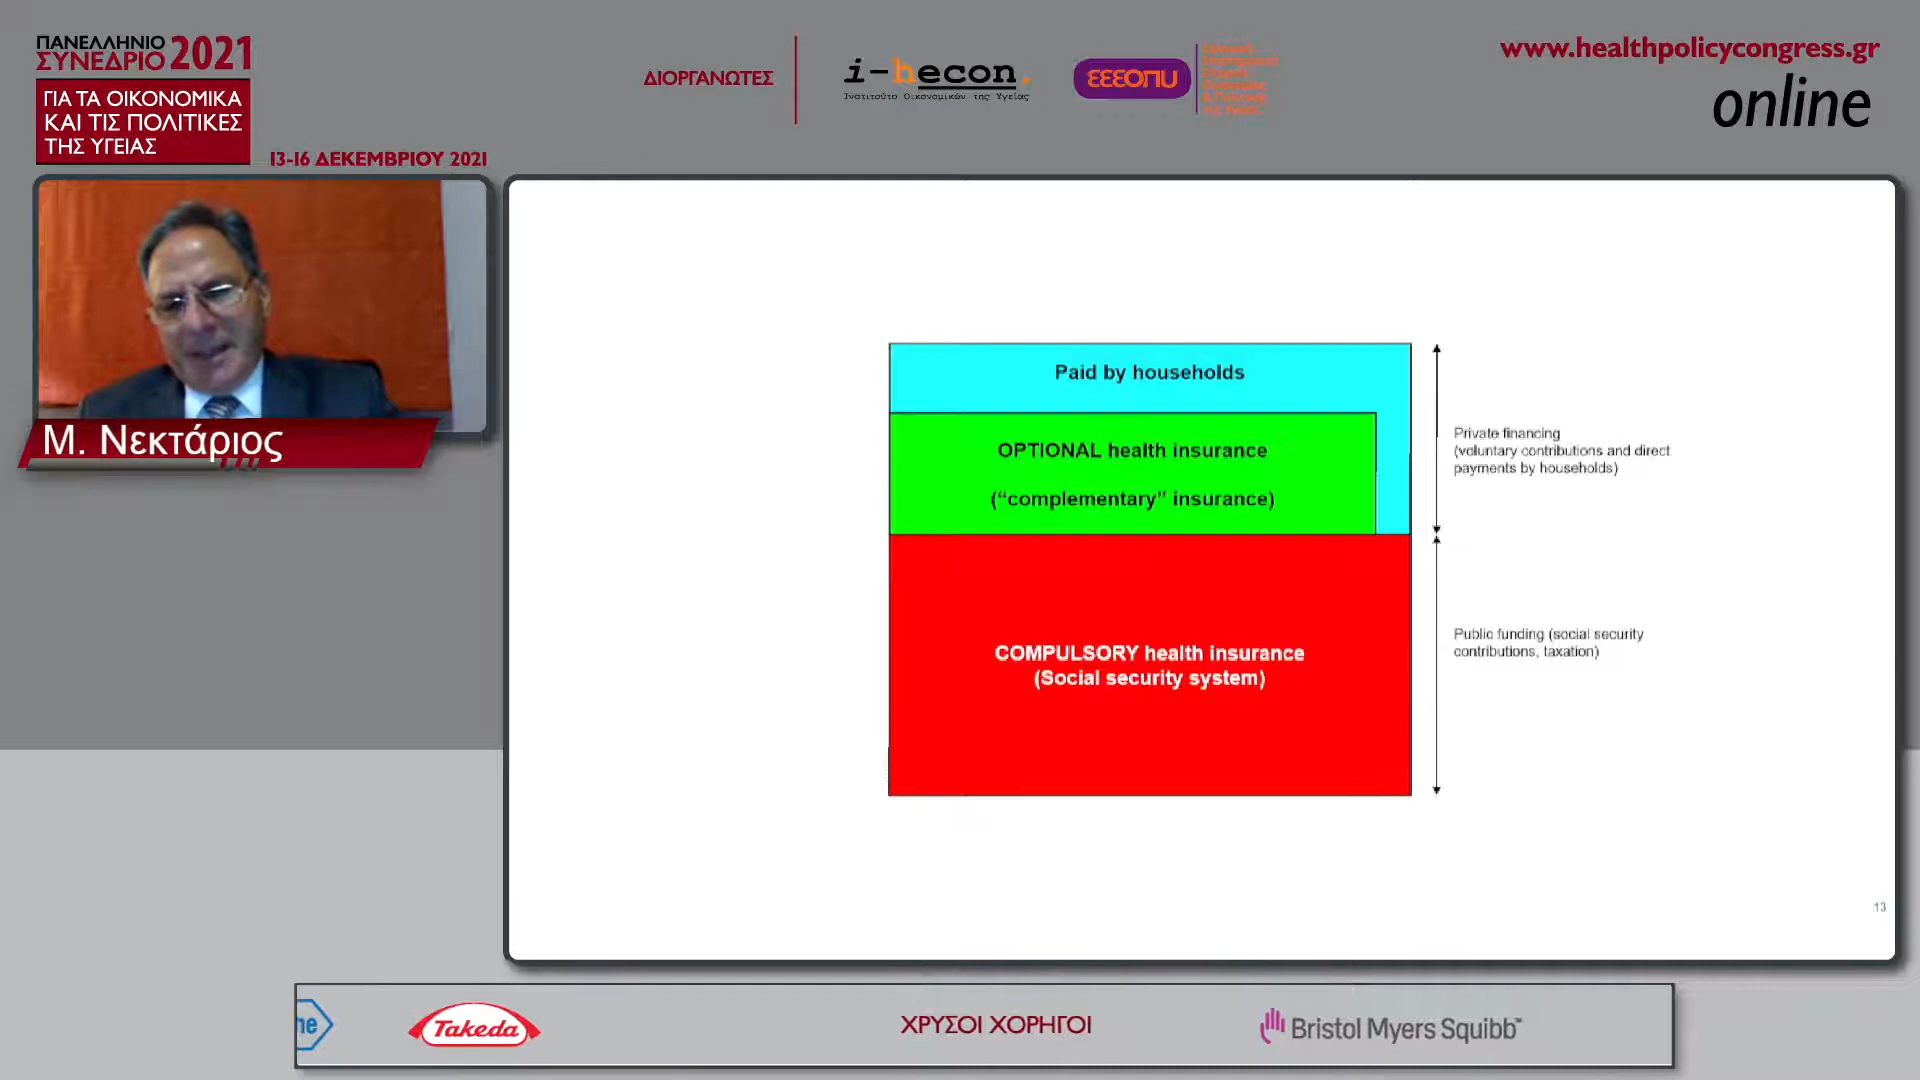 ΠΑΝΕΛΛΗΝΙΟ
ΣΥΝΕΔΡΙΟ 2021
ΓΙΑ ΤΑ ΟΙΚΟΝΟΜΙΚΑ
ΚΑΙ ΤΙΣ ΠΟΛΙΤΙΚΕΣ
ΤΗΣ ΥΓΕΙΑΣ
13-16 ΔΕΚΕΜΒΡΙΟΥ 2021
ΔΙΟΡΓΑΝΩΤΕΣ
i-hecon.
Ινστιτούτο Οικονομικών της Υγείας
ΕΕΕΟΠΥ
www.healthpolicycongress.gr
online
Μ. Νεκτάριος
Paid by households
OPTIONAL health insurance
(“complementary” insurance)
COMPULSORY health insurance
(Social security system)
Private financing
(voluntary contributions and direct
payments by households)
Public funding (social security
contributions, taxation)
13
Takeda
ΧΡΥΣΟΙ ΧΟΡΗΓΟΙ
Bristol Myers Squibb™